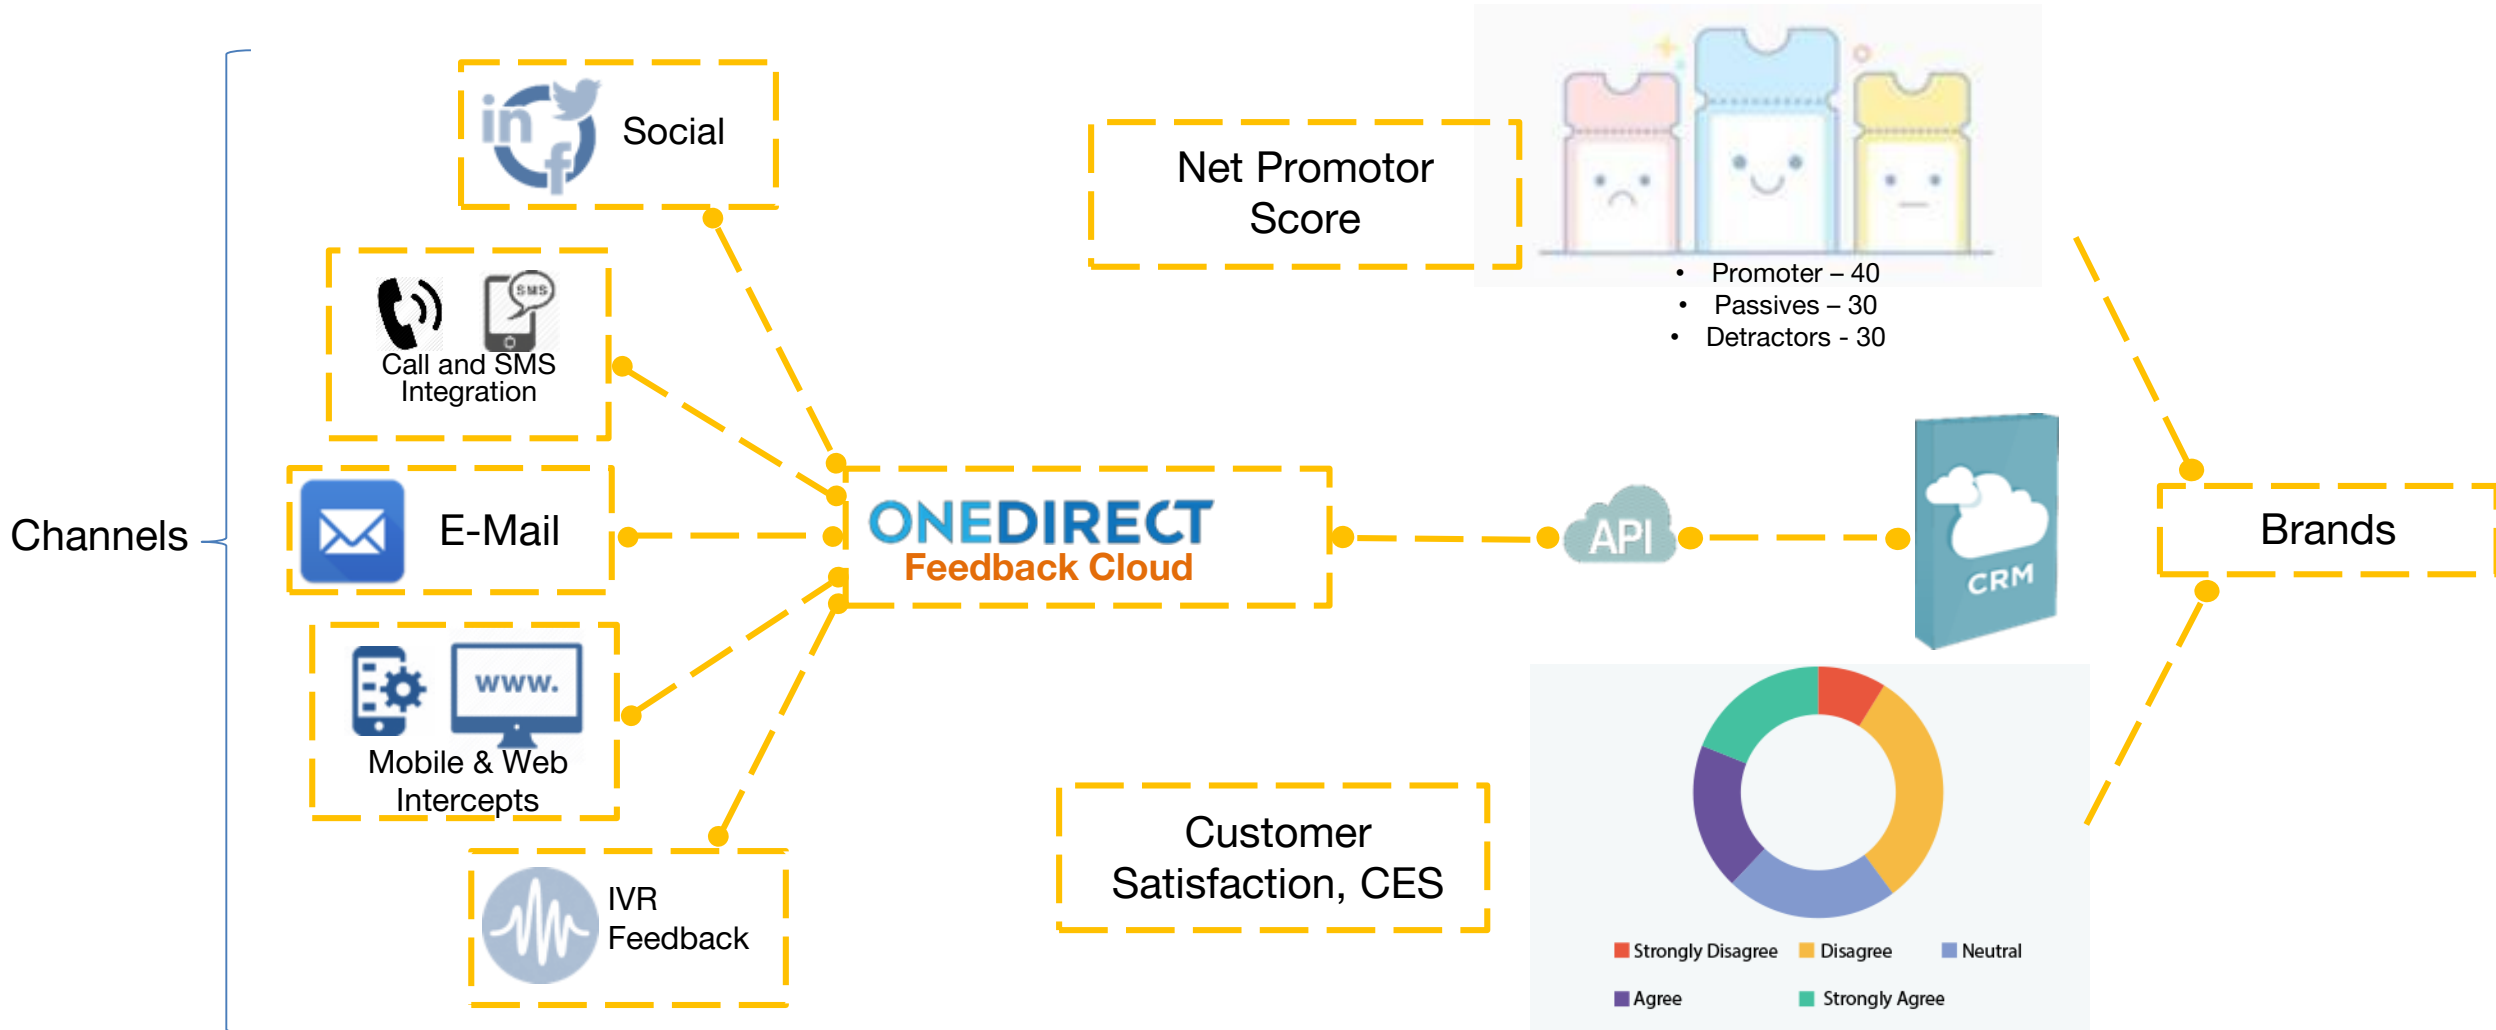 Channels
in
f
Social
SMS
Call and SMS
Integration
E-Mail
www.
Mobile & Web
Intercepts
IVR
Feedback
ONEDIRECT
Feedback Cloud
Net Promotor
Score
• Promoter – 40
• Passives – 30
• Detractors - 30
API
CRM
Brands
Customer
Satisfaction, CES
Strongly Disagree Disagree Neutral
Agree Strongly Agree